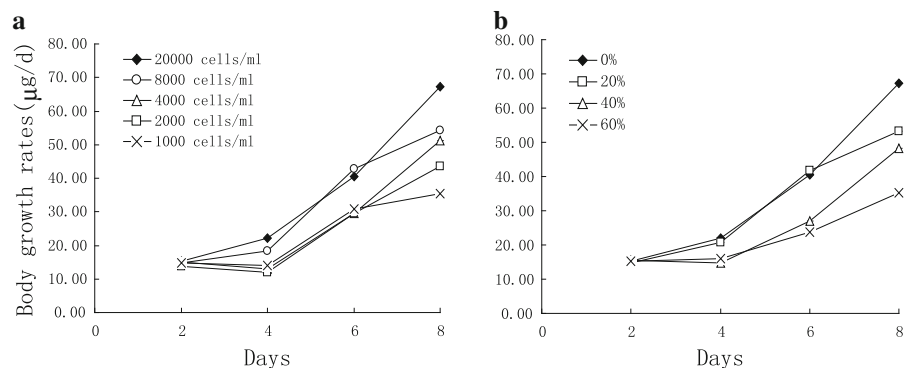 a
Body growth rates(μg/d)
80.00
70.00
60.00
50.00
40.00
30.00
20.00
10.00
0.00
20000 cells/ml
8000 cells/ml
4000 cells/ml
2000 cells/ml
1000 cells/ml
0 2 4 6 8
Days
b
80.00
70.00
60.00
50.00
40.00
30.00
20.00
10.00
0.00
0%
20%
40%
60%
0 2 4 6 8
Days